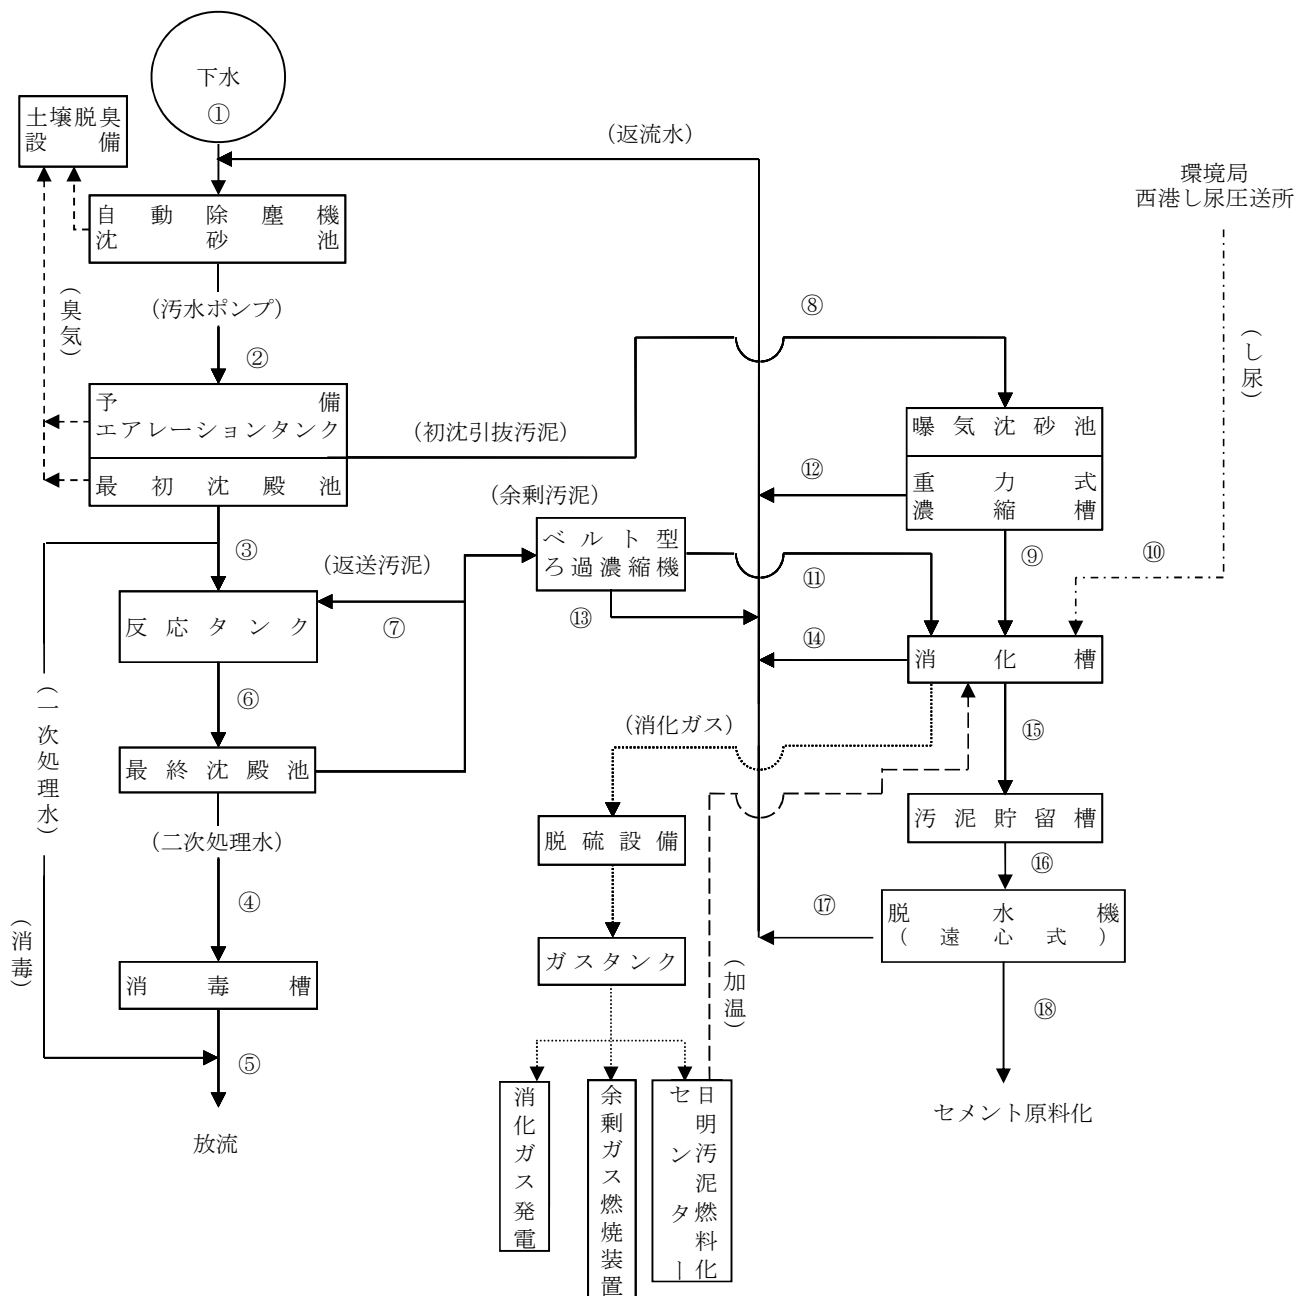 下水
①
土壌脱臭
設備
(返流水)
環境局
西港し尿圧送所
自動除塵機
沈砂池
(臭気)
(汚水ポンプ)
⑧
(し尿)
②
予備
エアレーションタンク
最初沈殿池
(初沈引抜汚泥)
曝気沈砂池
重力式
濃縮槽
⑫
(余剰汚泥)
ベルト型
ろ過濃縮機
③
(返送汚泥)
⑪
⑨
⑩
反応タンク
⑦
⑬
⑭
消化槽
⑥
(一次処理水)
(消化ガス)
⑮
最終沈殿池
汚泥貯留槽
(二次処理水)
脱硫設備
⑯
④
⑰
脱水機
(遠心式)
(消毒)
ガスタンク
(加温)
消毒槽
⑱
⑤
放流
消化ガス発電
余剰ガス燃焼装置
日明汚泥燃料化
センター
セメント原料化